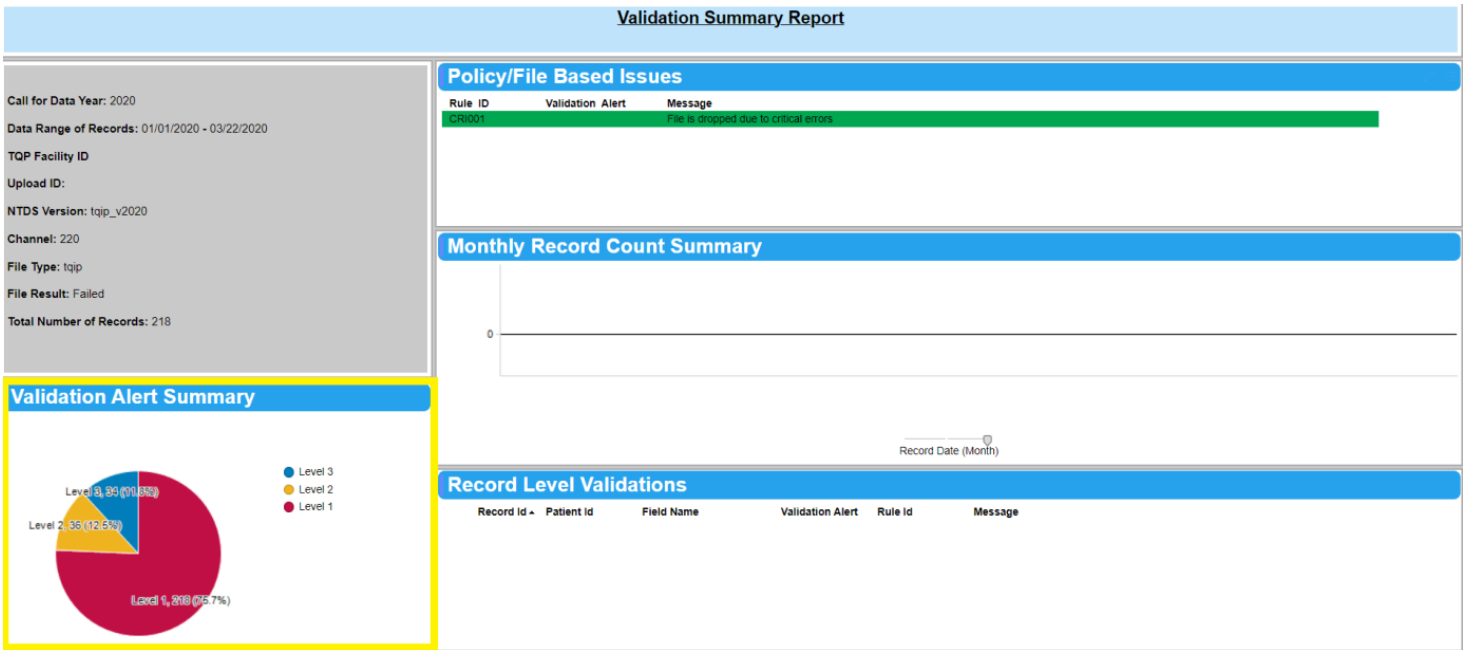 Validation Summary Report
Call for Data Year: 2020
Data Range of Records: 01/01/2020 - 03/22/2020
TQP Facility ID
Upload ID:
NTDS Version: tqip_v2020
Channel: 220
File Type: tqip
File Result: Failed
Total Number of Records: 218
Validation Alert Summary
Level 3
Level 2
Level 1
Level 3, 34 (11.8%)
Level 2, 36 (12.5%)
Level 1, 218 (75.7%)
Policy/File Based Issues
Rule ID Validation Alert Message
CRI001 File is dropped due to critical errors
Monthly Record Count Summary
0
Record Date (Month)
Record Level Validations
Record Id Patient Id Field Name Validation Alert Rule Id Message